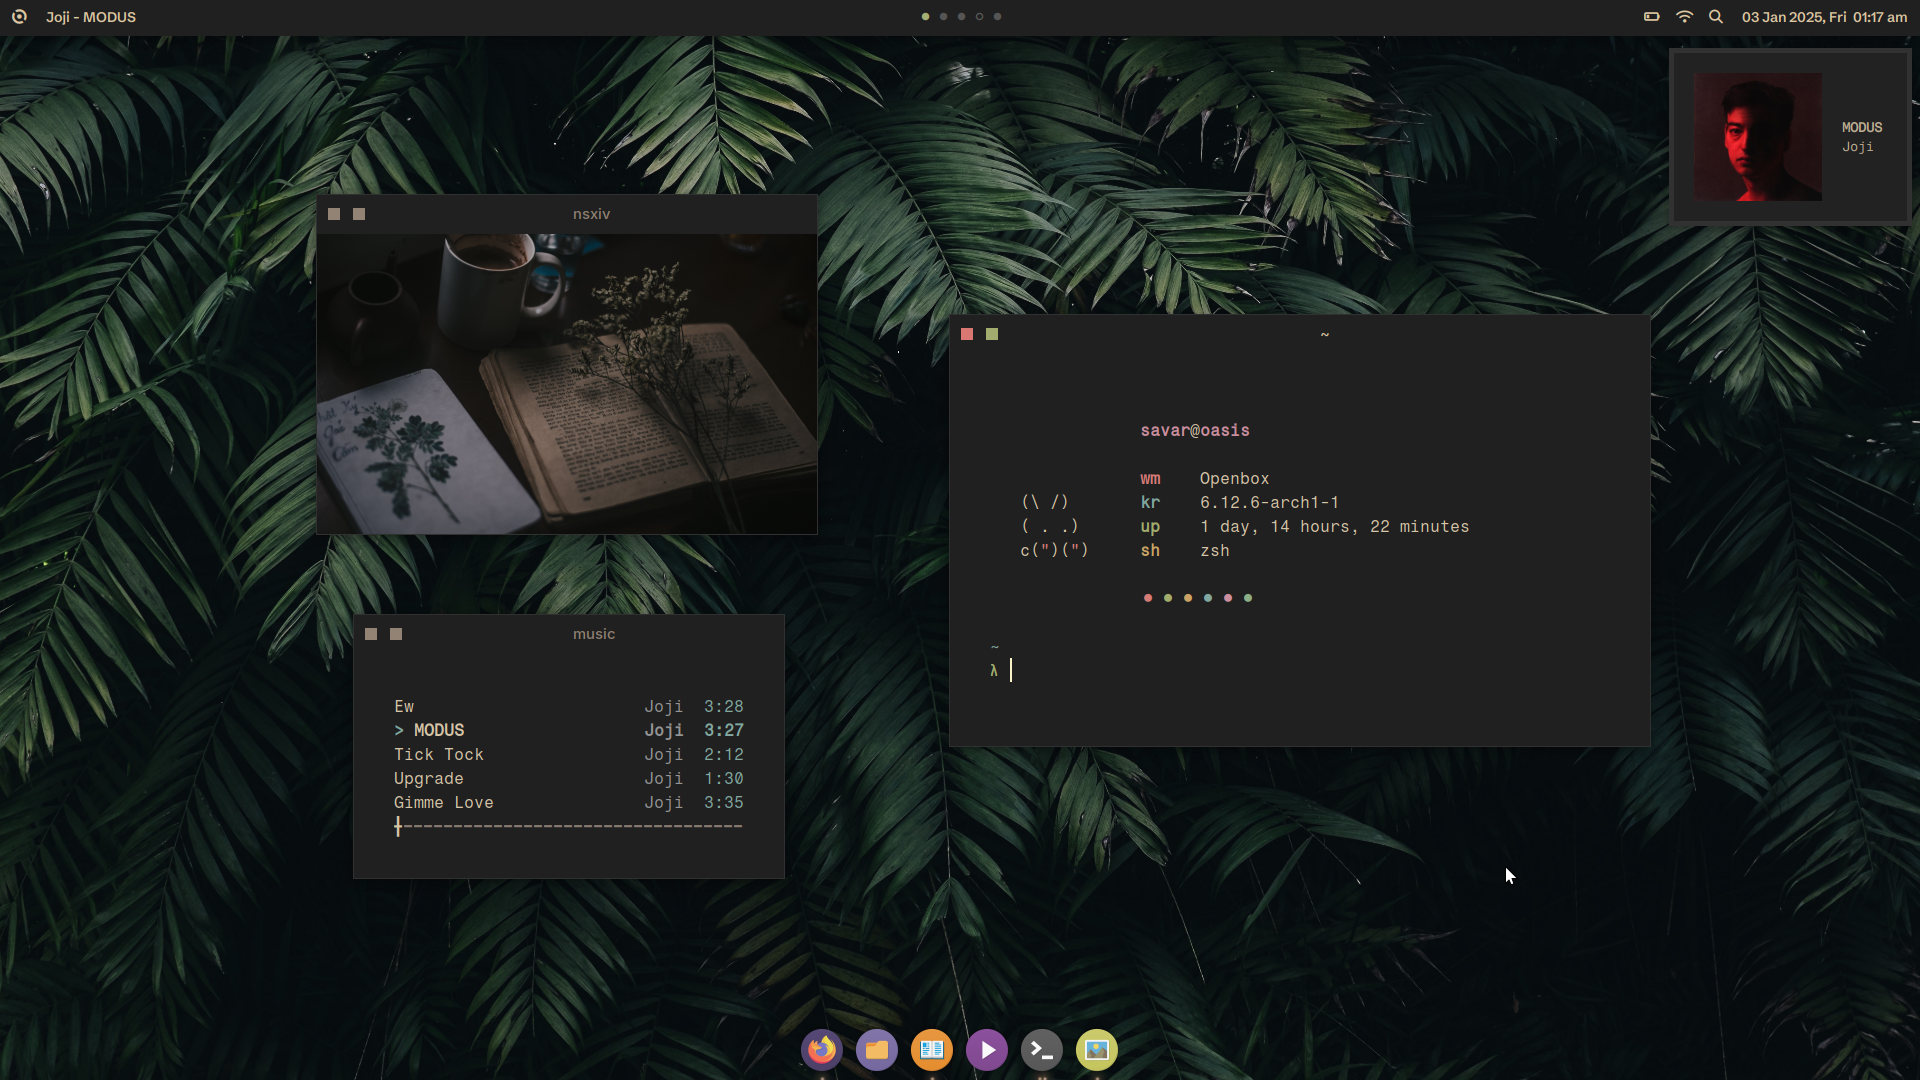 Joji - MODUS
03 Jan 2025, Fri 01:17 am
MODUS
Joji
nsxiv
~
savar@oasis
wm Openbox
kr 6.12.6-arch1-1
up 1 day, 14 hours, 22 minutes
sh zsh
(\ /)
( . .)
c(")(")
~
λ
music
Ew Joji 3:28
> MODUS Joji 3:27
Tick Tock Joji 2:12
Upgrade Joji 1:30
Gimme Love Joji 3:35